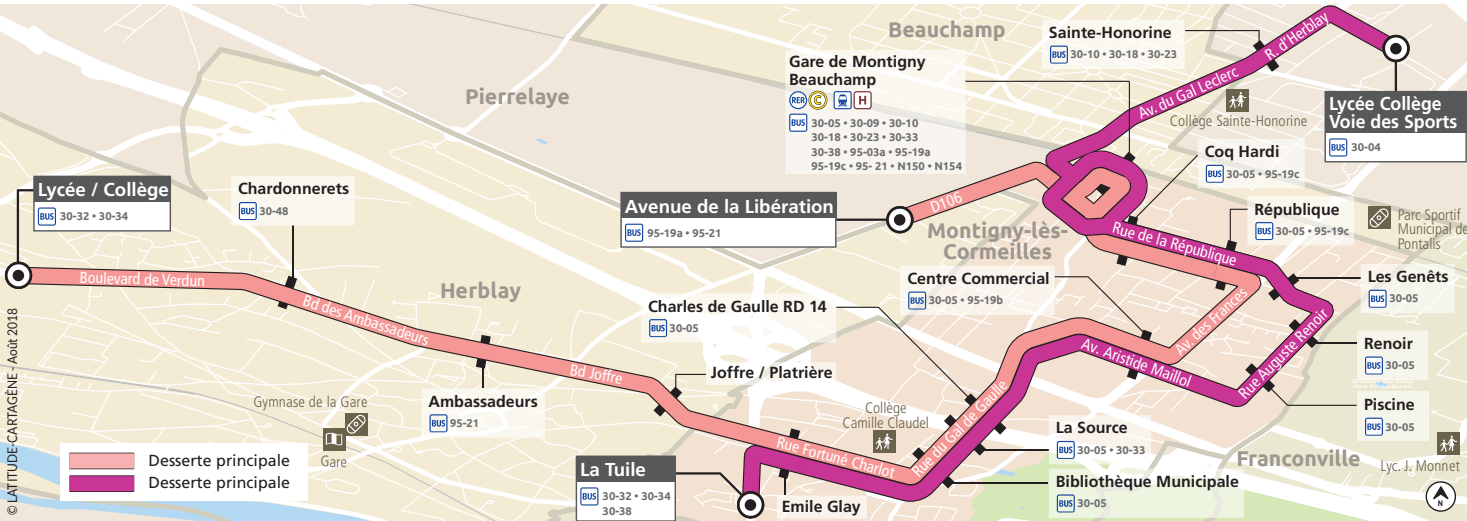 Beauchamp
Sainte-Honorine
BUS 30-10 • 30-18 • 30-23
R. d'Herblay
Gare de Montigny
Beauchamp
RER C H
BUS 30-05 • 30-09 • 30-10
30-18 • 30-23 • 30-33
30-38 • 95-03a • 95-19a
95-19c • 95- 21 • N150 • N154
Av. du Gal Leclerc
Pierrelaye
Collège Sainte-Honorine
Lycée Collège
Voie des Sports
BUS 30-04
Coq Hardi
BUS 30-05 • 95-19c
Lycée / Collège
BUS 30-32 • 30-34
Chardonnerets
BUS 30-48
Avenue de la Libération
BUS 95-19a • 95-21
D106
République
BUS 30-05 • 95-19c
Parc Sportif
Municipal de
Pontalis
Montigny-lès-
Cormeilles
Rue de la République
Boulevard de Verdun
Herblay
Centre Commercial
BUS 30-05 • 95-19b
Les Genêts
BUS 30-05
Bd des Ambassadeurs
Charles de Gaulle RD 14
BUS 30-05
Av. des Frances
Rue Auguste Renoir
Renoir
BUS 30-05
Bd Joffre
Joffre / Platrière
Av. Aristide Maillol
Ambassadeurs
BUS 95-21
Piscine
BUS 30-05
Gymnase de la Gare
Gare
Collège
Camille Claudel
Rue du Gal de Gaulle
La Source
BUS 30-05 • 30-33
Rue Fortuné Charlot
Franconville
Lyc. J. Monnet
Desserte principale
Desserte principale
La Tuile
BUS 30-32 • 30-34
30-38
Emile Glay
Bibliothèque Municipale
BUS 30-05
N
© LATITUDE-CARTAGÈNE - Août 2018